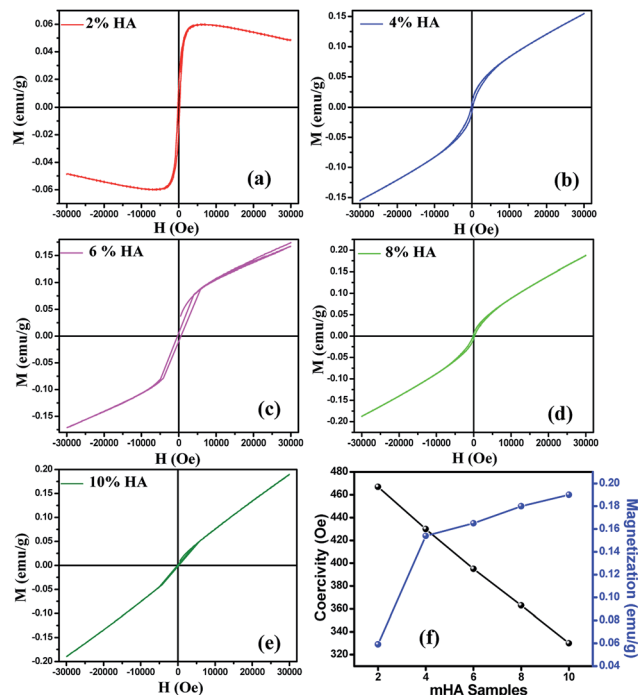 2% HA
0.06
0.04
0.02
0.00
-0.02
-0.04
-0.06
M (emu/g)
(a)
-30000 -20000 -10000 0 10000 20000 30000
H (Oe)
4% HA
0.15
0.10
0.05
0.00
-0.05
-0.10
-0.15
M (emu/g)
(b)
-30000 -20000 -10000 0 10000 20000 30000
H (Oe)
6 % HA
0.15
0.10
0.05
0.00
-0.05
-0.10
-0.15
M (emu/g)
(c)
-30000 -20000 -10000 0 10000 20000 30000
H (Oe)
8% HA
0.20
0.15
0.10
0.05
0.00
-0.05
-0.10
-0.15
-0.20
M (emu/g)
(d)
-30000 -20000 -10000 0 10000 20000 30000
H (Oe)
10% HA
0.20
0.15
0.10
0.05
0.00
-0.05
-0.10
-0.15
-0.20
M (emu/g)
(e)
-30000 -20000 -10000 0 10000 20000 30000
H (Oe)
480
460
440
420
400
380
360
340
320
Coercivity (Oe)
(f)
0.20
0.18
0.16
0.14
0.12
0.10
0.08
0.06
0.04
Magnetization (emu/g)
2 4 6 8 10
mHA Samples